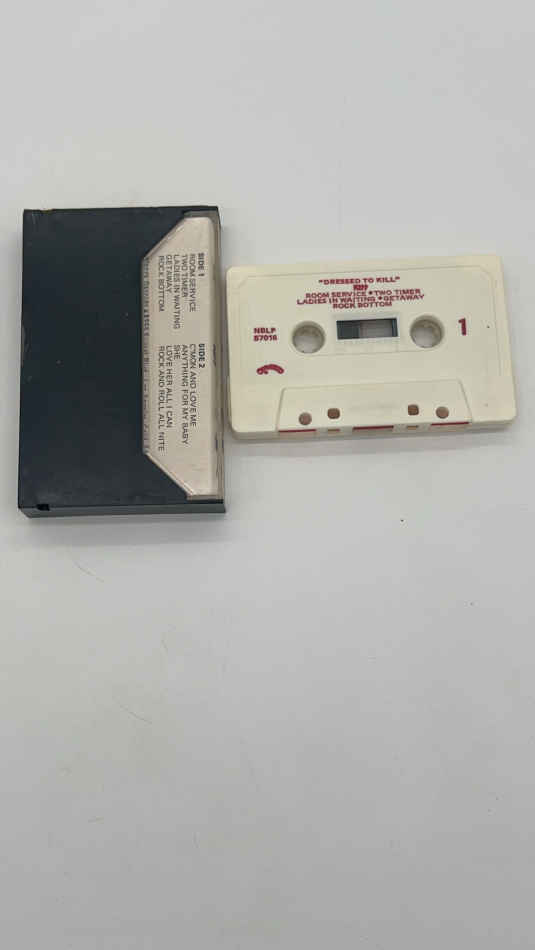 SIDE 1
ROOM SERVICE
TWO TIMER
LADIES IN WAITING
GETAWAY
ROCK BOTTOM
SIDE 2
C'MON AND LOVE ME
ANYTHING FOR MY BABY
SHE
LOVE HER ALL I CAN
ROCK AND ROLL ALL NITE
"DRESSED TO KILL"
KISS
ROOM SERVICE • TWO TIMER
LADIES IN WAITING • GETAWAY
ROCK BOTTOM
NBLP
57016
1